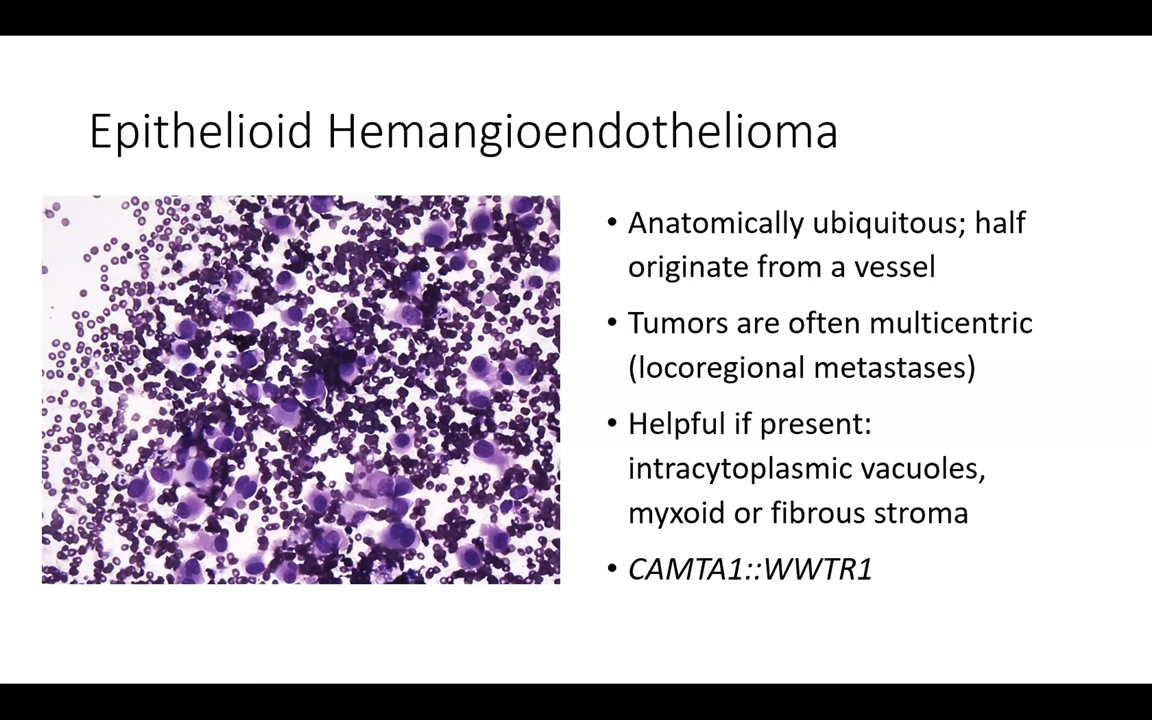 Epithelioid Hemangioendothelioma
• Anatomically ubiquitous; half
originate from a vessel
• Tumors are often multicentric
(locoregional metastases)
• Helpful if present:
intracytoplasmic vacuoles,
myxoid or fibrous stroma
• CAMTA1::WWTR1